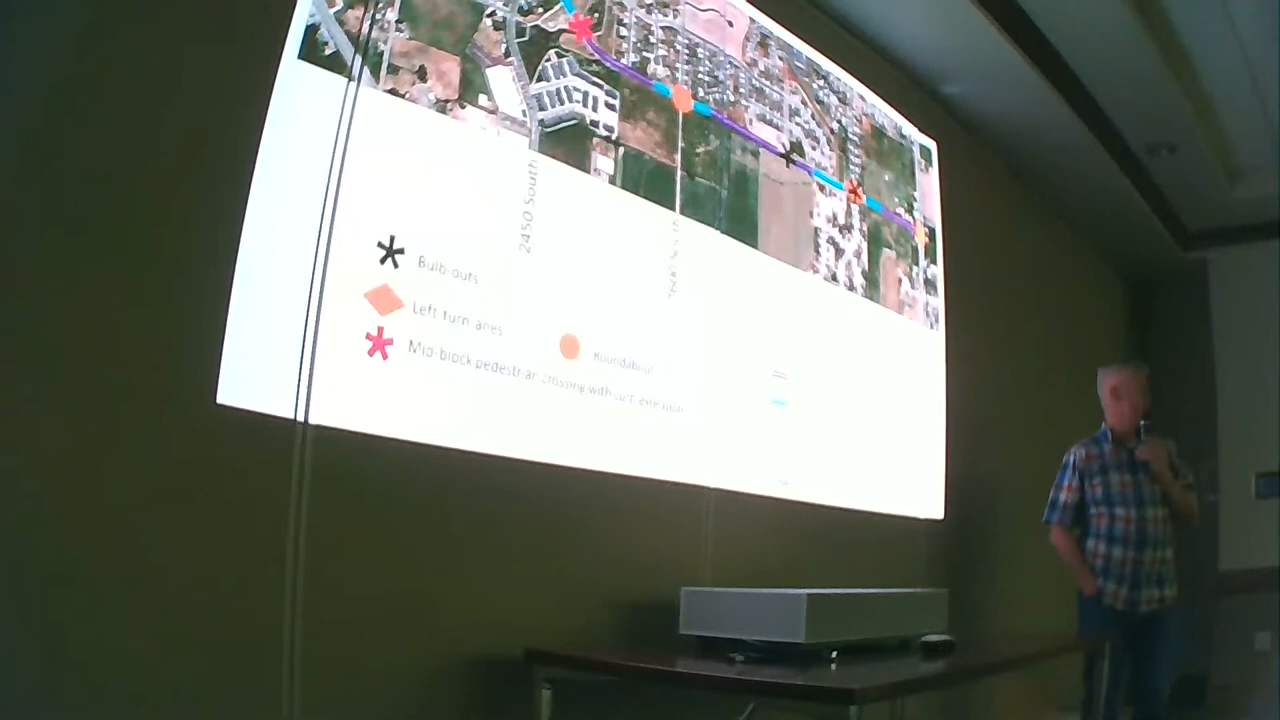 2450 South
Bulb-outs
Left turn lanes
Roundabout
Mid-block pedestrian crossing with